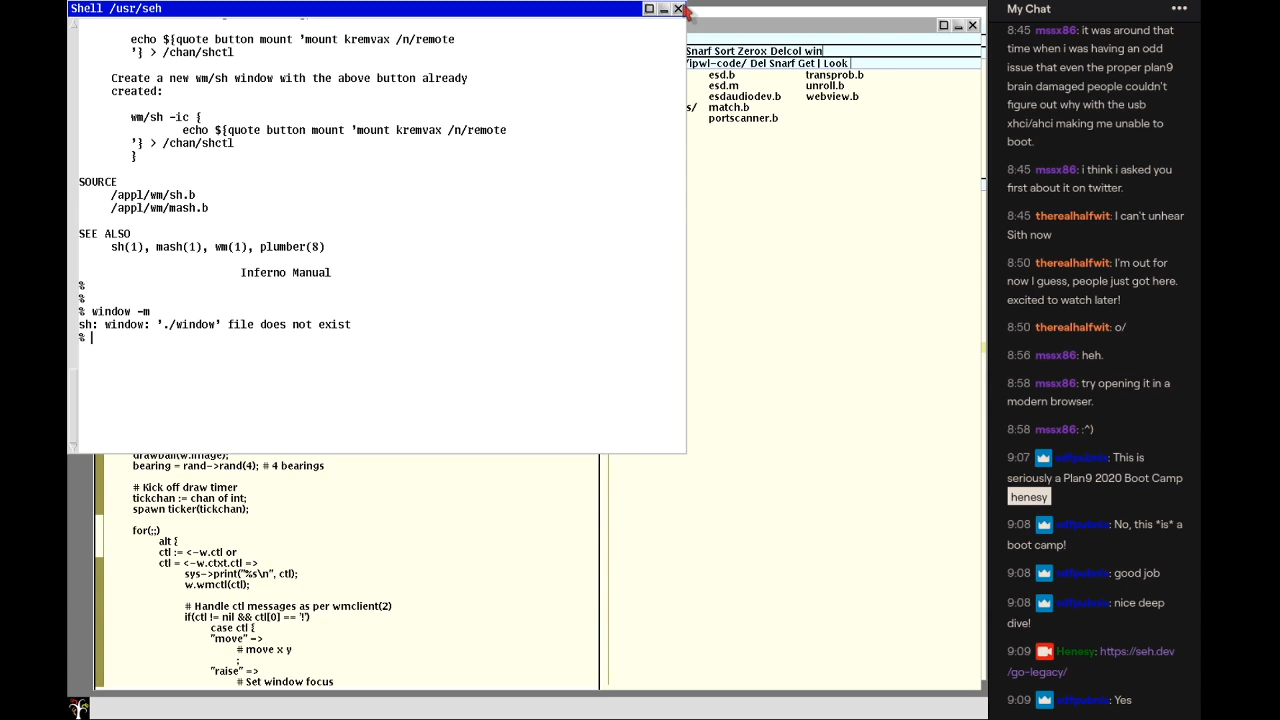 Shell /usr/seh
echo ${quote button mount 'mount kremvax /n/remote
'} > /chan/shctl
Create a new wm/sh window with the above button already
created:
wm/sh -ic {
echo ${quote button mount 'mount kremvax /n/remote
'} > /chan/shctl
}
SOURCE
/appl/wm/sh.b
/appl/wm/mash.b
SEE ALSO
sh(1), mash(1), wm(1), plumber(8)
Inferno Manual
%
%
% window -m
sh: window: './window' file does not exist
%
Snarf Sort Zerox Delcol win
/ipwl-code/ Del Snarf Get | Look
esd.b transprob.b
esd.m unroll.b
esdaudiodev.b webview.b
s/ match.b
portscanner.b
drawball(w.image);
bearing = rand->rand(4); # 4 bearings
# Kick off draw timer
tickchan := chan of int;
spawn ticker(tickchan);
for(;;)
alt {
ctl := <-w.ctl or
ctl = <-w.ctxt.ctl =>
sys->print("%s\n", ctl);
w.wmctl(ctl);
# Handle ctl messages as per wmclient(2)
if(ctl != nil && ctl[0] == '!')
case ctl {
"move" =>
# move x y
;
"raise" =>
# Set window focus
My Chat
8:45 mssx86: it was around that
time when i was having an odd
issue that even the proper plan9
brain damaged people couldn't
figure out why with the usb
xhci/ahci making me unable to
boot.
8:45 mssx86: i think i asked you
first about it on twitter.
8:45 therealhalfwit: I can't unhear
Sith now
8:50 therealhalfwit: I'm out for
now I guess, people just got here.
excited to watch later!
8:50 therealhalfwit: o/
8:56 mssx86: heh.
8:58 mssx86: try opening it in a
modern browser.
8:58 mssx86: :^)
9:07 : This is
seriously a Plan9 2020 Boot Camp
henesy
9:08 : No, this *is* a
boot camp!
9:08 : good job
9:08 : nice deep
dive!
9:09 Henesy: https://seh.dev
/go-legacy/
9:09 : Yes